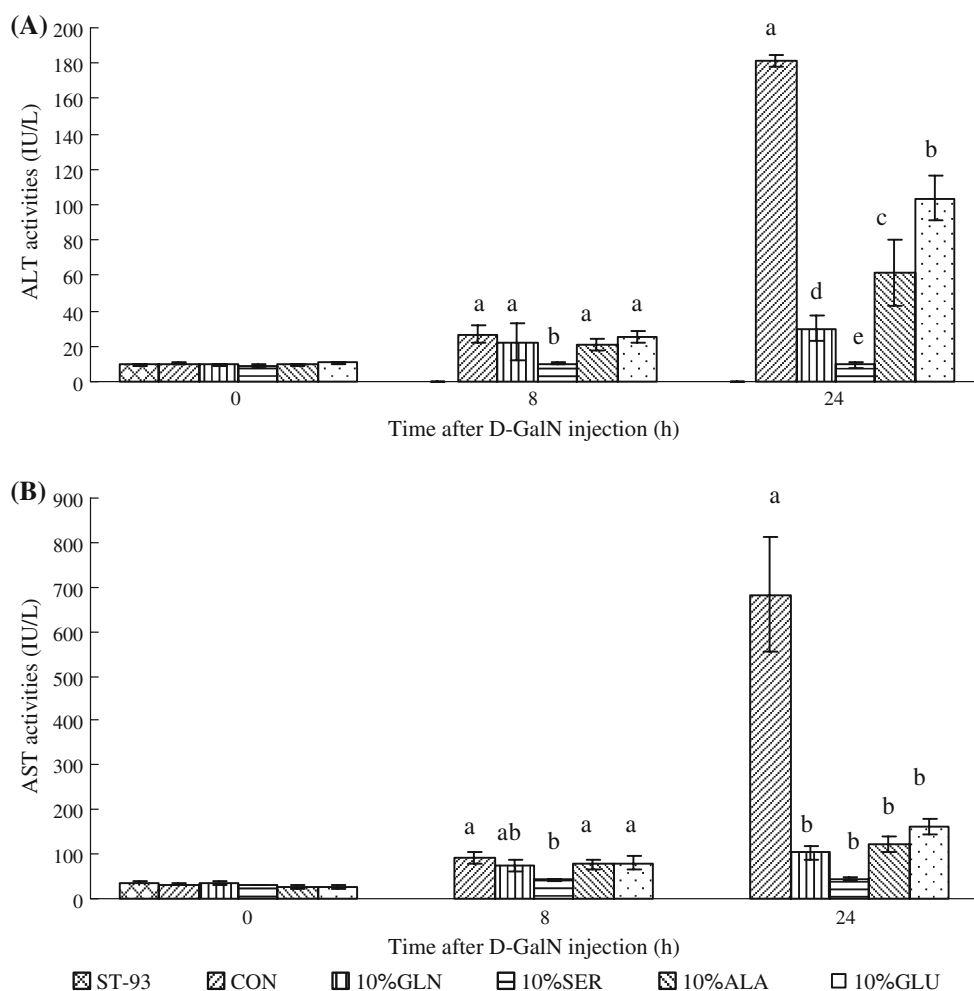 (A)
200
180
160
140
120
100
80
60
40
20
0
ALT activities (IU/L)
a
a a b a a
a d e c b
0 8 24
Time after D-GalN injection (h)
(B)
900
800
700
600
500
400
300
200
100
0
AST activities (IU/L)
a
a ab b a a
b b b b
0 8 24
Time after D-GalN injection (h)
ST-93 CON 10%GLN 10%SER 10%ALA 10%GLU